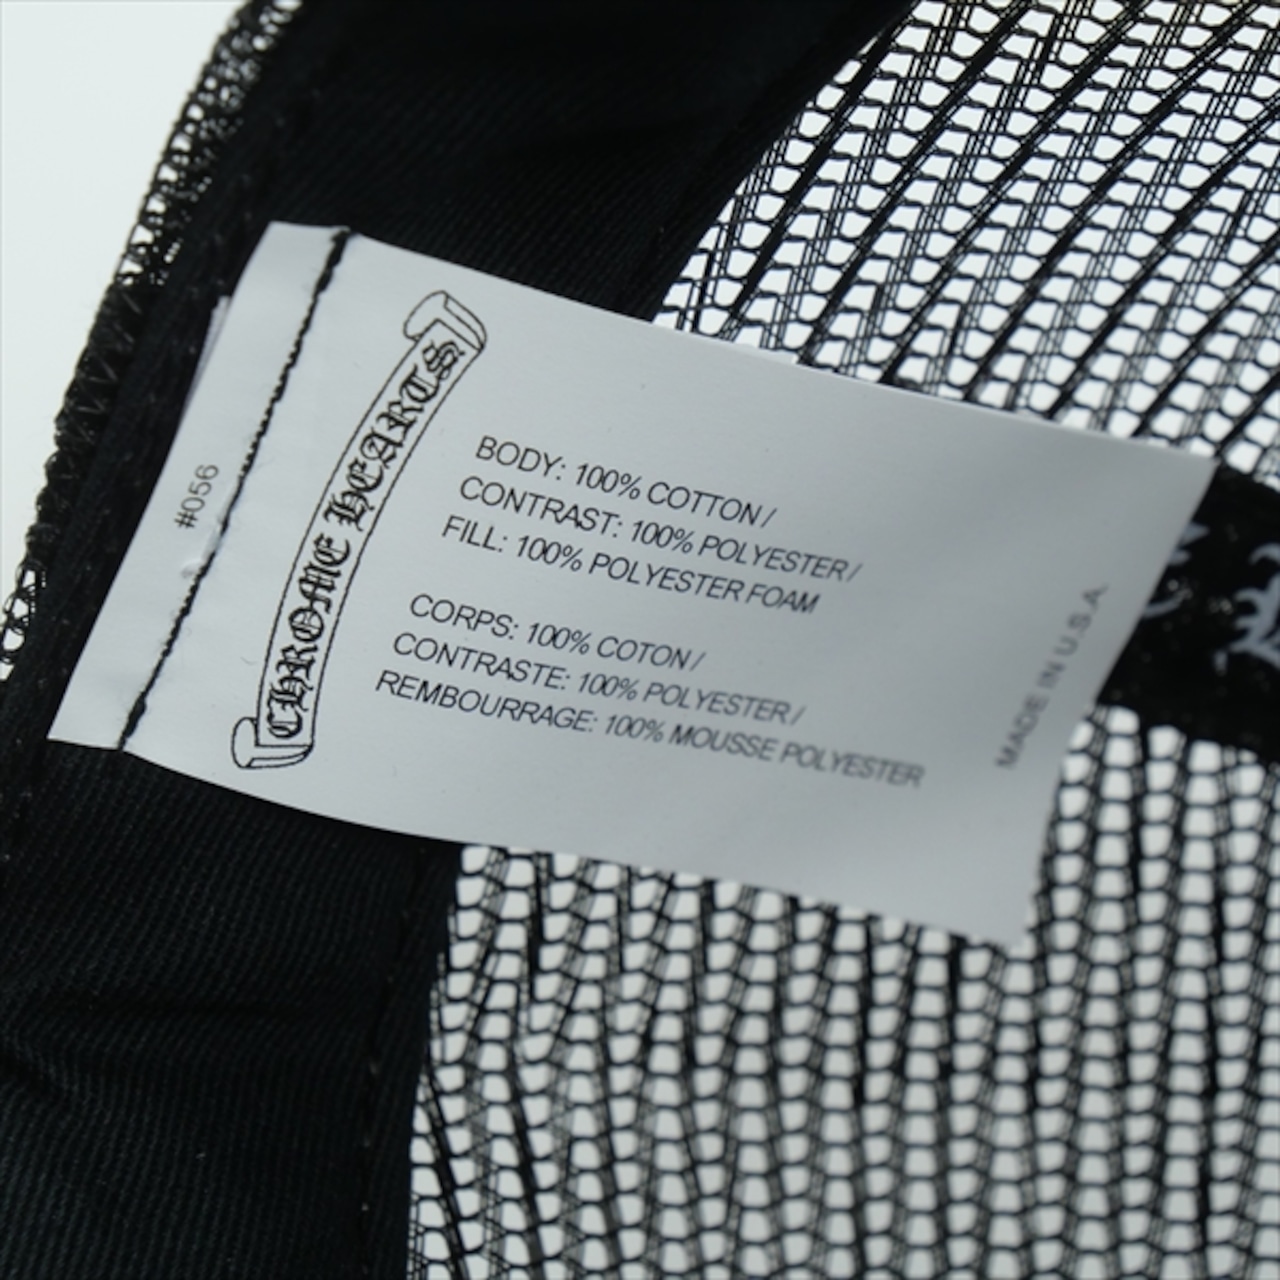 #056
CHROME HEARTS
BODY: 100% COTTON /
CONTRAST: 100% POLYESTER /
FILL: 100% POLYESTER FOAM
CORPS: 100% COTON /
CONTRASTE: 100% POLYESTER /
REMBOURRAGE: 100% MOUSSE POLYESTER
MADE IN U.S.A.